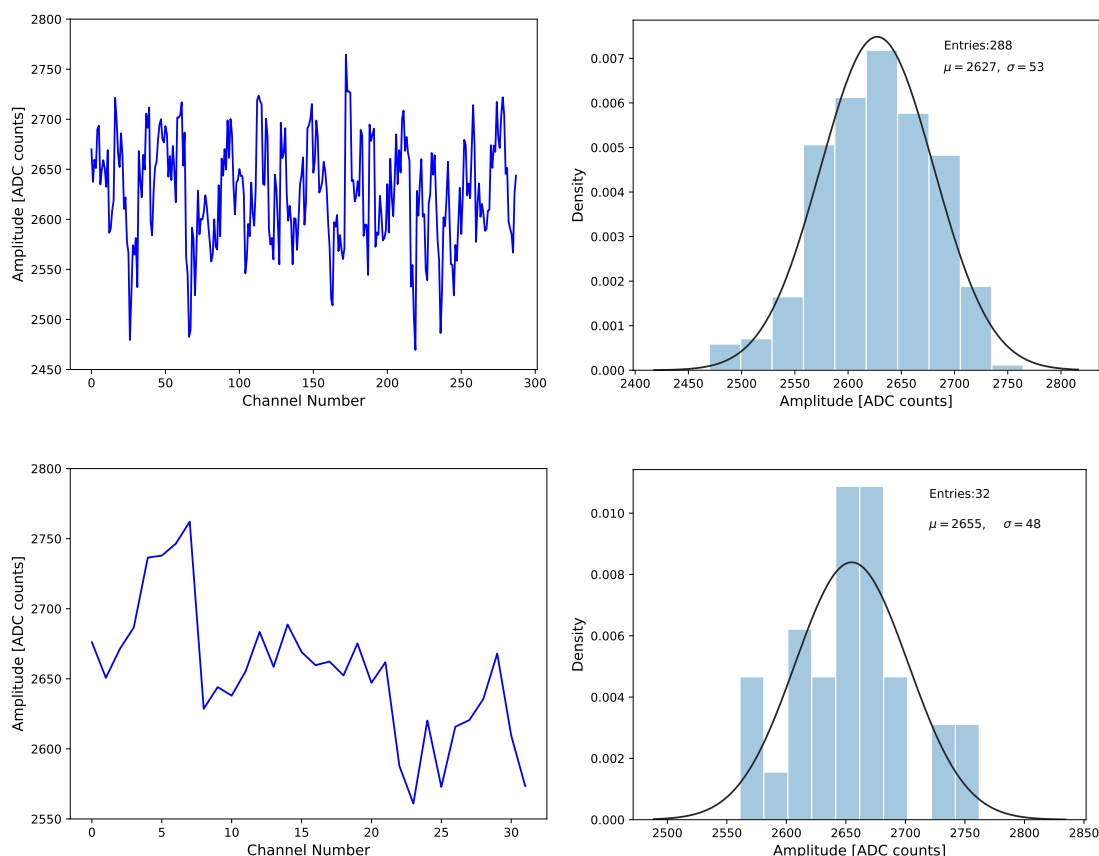 2800
2750
2700
2650
2600
2550
2500
2450
Amplitude [ADC counts]
0 50 100 150 200 250 300
Channel Number
Entries:288
μ = 2627, σ = 53
0.007
0.006
0.005
0.004
0.003
0.002
0.001
0.000
Density
2400 2450 2500 2550 2600 2650 2700 2750 2800
Amplitude [ADC counts]
2800
2750
2700
2650
2600
2550
Amplitude [ADC counts]
0 5 10 15 20 25 30
Channel Number
Entries:32
μ = 2655, σ = 48
0.010
0.008
0.006
0.004
0.002
0.000
Density
2500 2550 2600 2650 2700 2750 2800 2850
Amplitude [ADC counts]